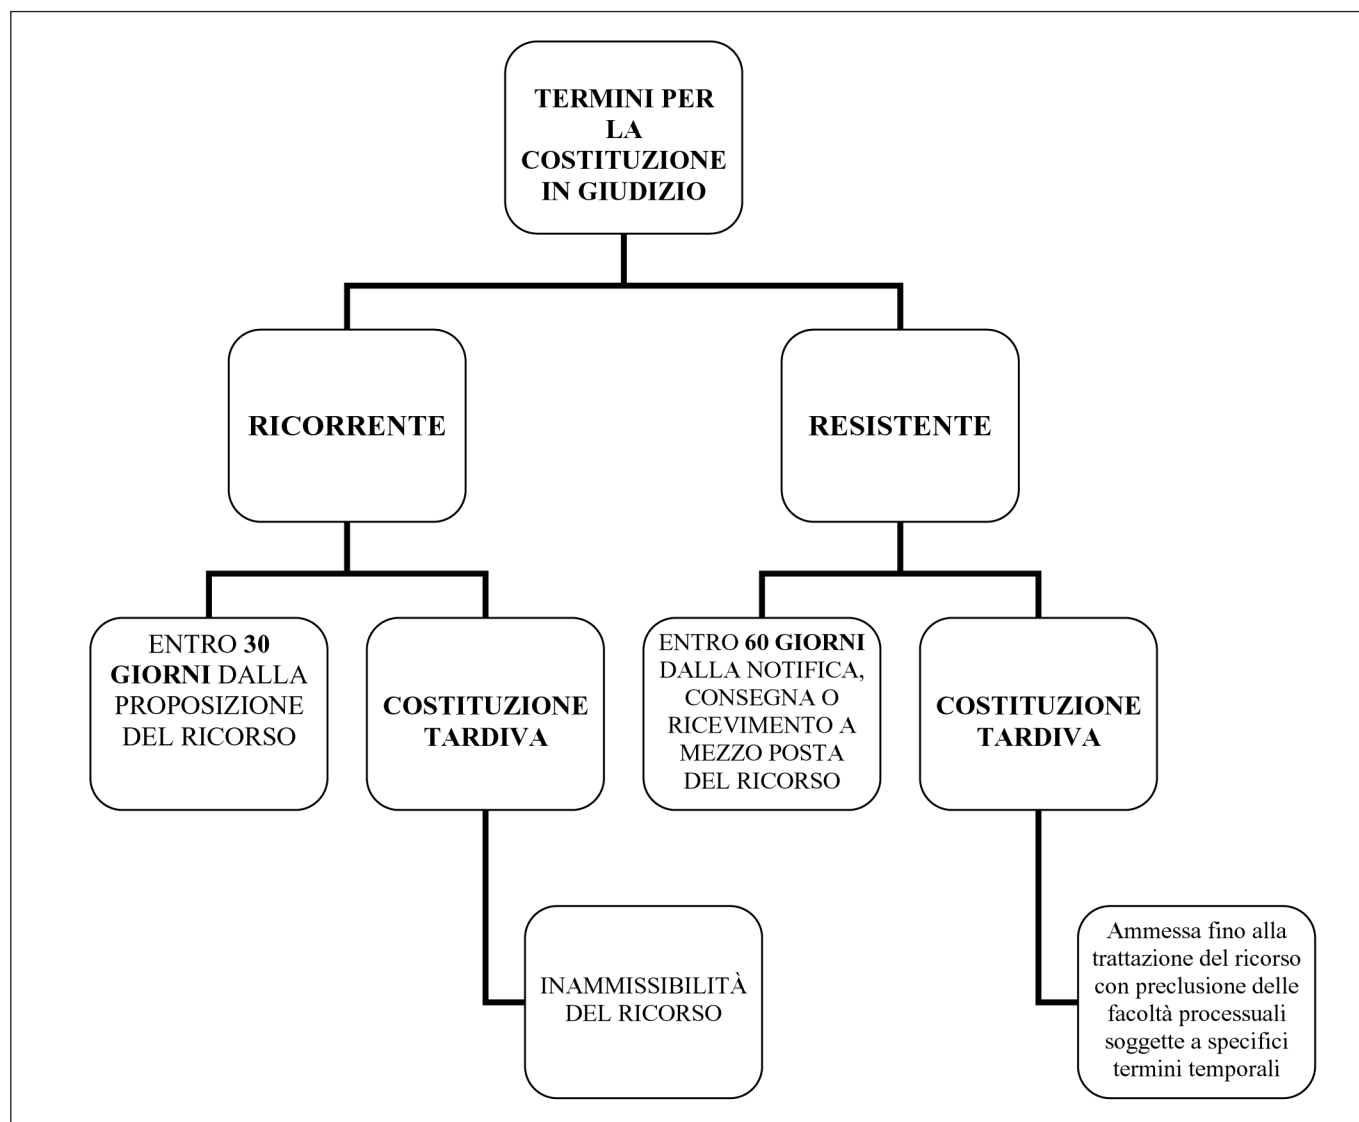 TERMINI PER
LA
COSTITUZIONE
IN GIUDIZIO
RICORRENTE
RESISTENTE
ENTRO 30
GIORNI DALLA
PROPOSIZIONE
DEL RICORSO
COSTITUZIONE
TARDIVA
ENTRO 60 GIORNI
DALLA NOTIFICA,
CONSEGNA O
RICEVIMENTO A
MEZZO POSTA
DEL RICORSO
COSTITUZIONE
TARDIVA
INAMMISSIBILITÀ
DEL RICORSO
Ammessa fino alla
trattazione del ricorso
con preclusione delle
facoltà processuali
soggette a specifici
termini temporali